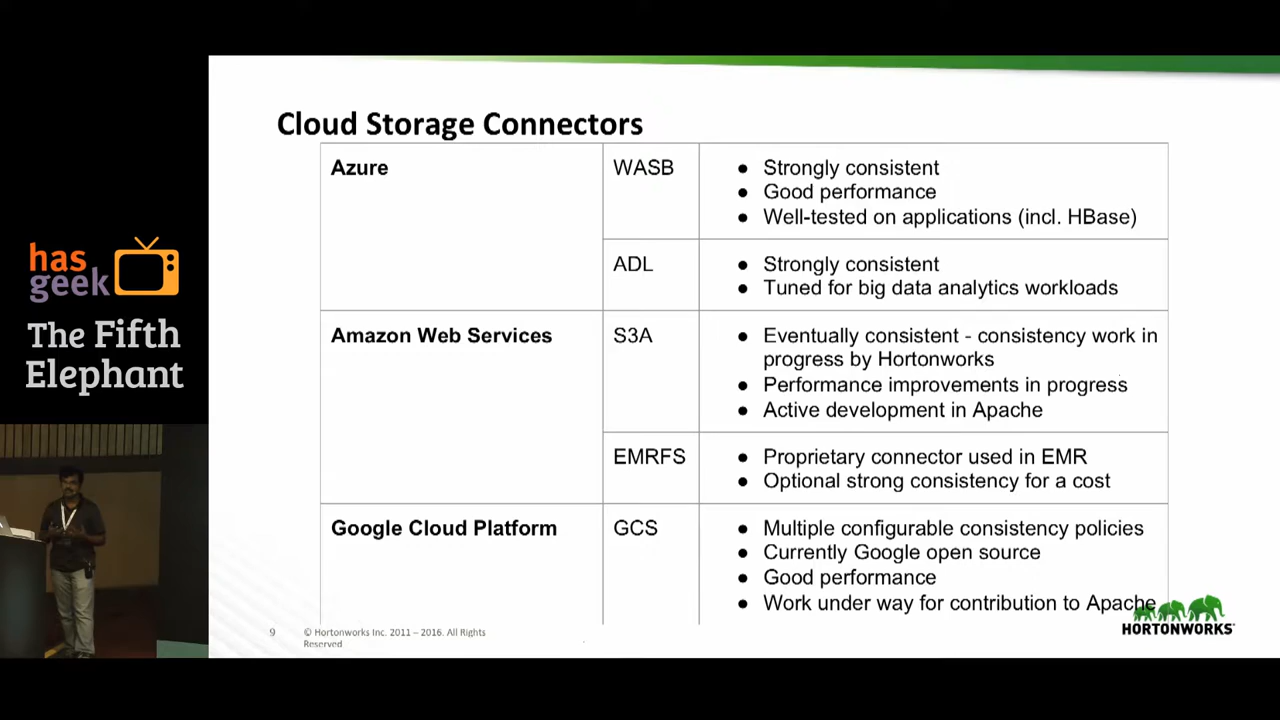 Cloud Storage Connectors
Azure
WASB
● Strongly consistent
● Good performance
● Well-tested on applications (incl. HBase)
ADL
● Strongly consistent
● Tuned for big data analytics workloads
Amazon Web Services
S3A
● Eventually consistent - consistency work in
progress by Hortonworks
● Performance improvements in progress
● Active development in Apache
EMRFS
● Proprietary connector used in EMR
● Optional strong consistency for a cost
Google Cloud Platform
GCS
● Multiple configurable consistency policies
● Currently Google open source
● Good performance
● Work under way for contribution to Apache
9
© Hortonworks Inc. 2011 – 2016. All Rights
Reserved
HORTONWORKS
has
geek
The Fifth
Elephant